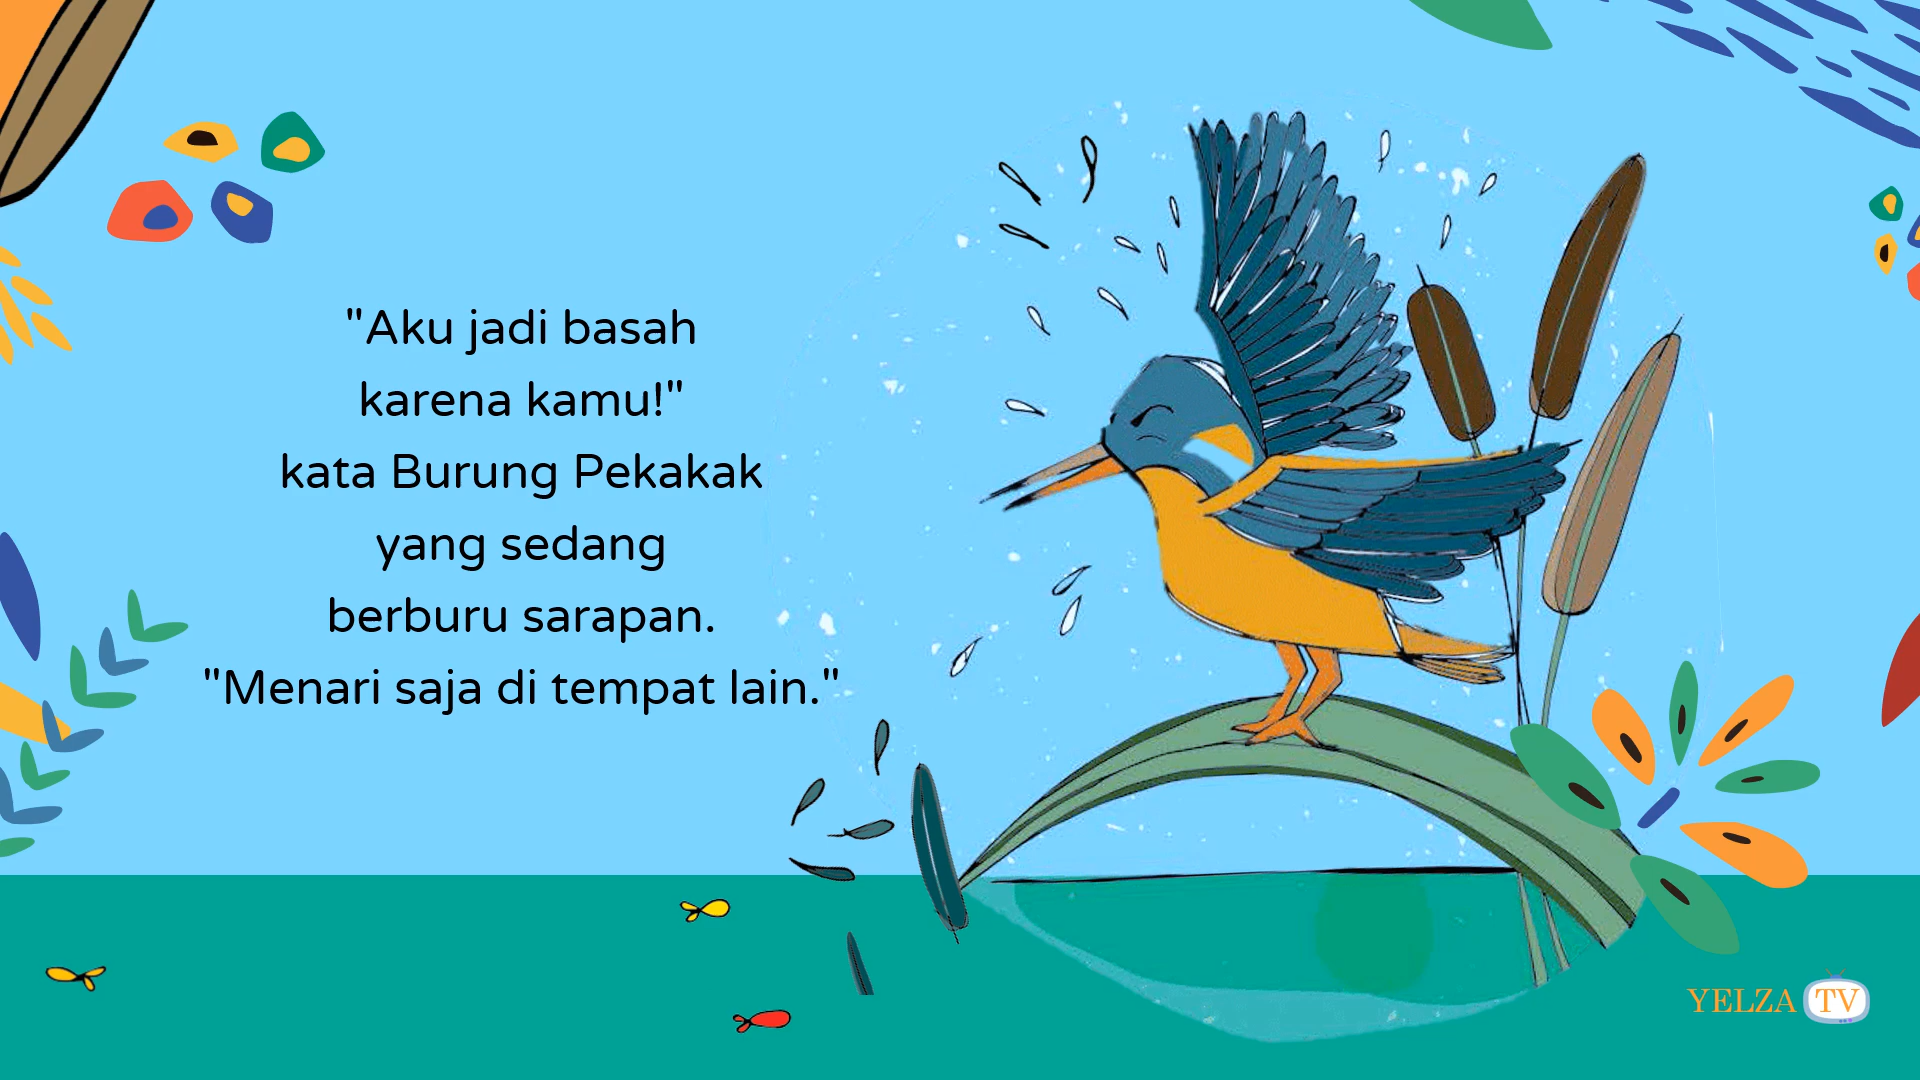 "Aku jadi basah
karena kamu!"
kata Burung Pekakak
yang sedang
berburu sarapan.
"Menari saja di tempat lain."
YELZA TV